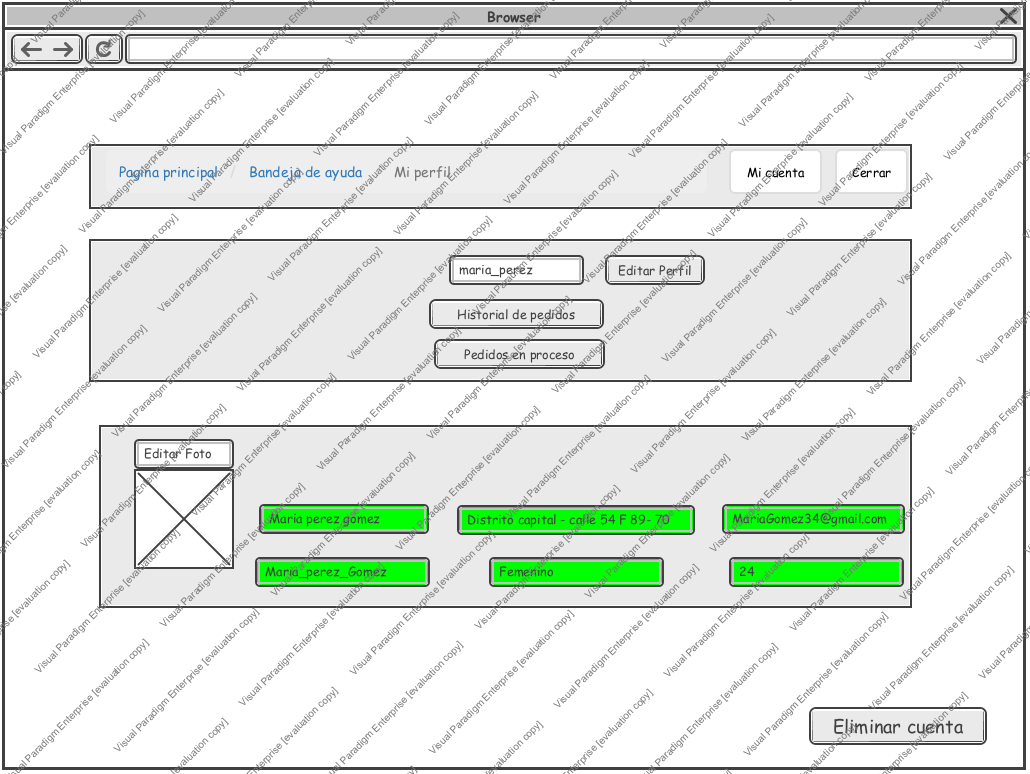 Browser
Pagina principal / Bandeja de ayuda Mi perfil Mi cuenta Cerrar
maria_perez Editar Perfil
Historial de pedidos
Pedidos en proceso
Editar Foto
Maria perez gomez Distrito capital - calle 54 F 89- 70 MariaGomez34@gmail.com
Maria_perez_Gomez Femenino 24
Eliminar cuenta
Visual Paradigm Enterprise [evaluation copy]